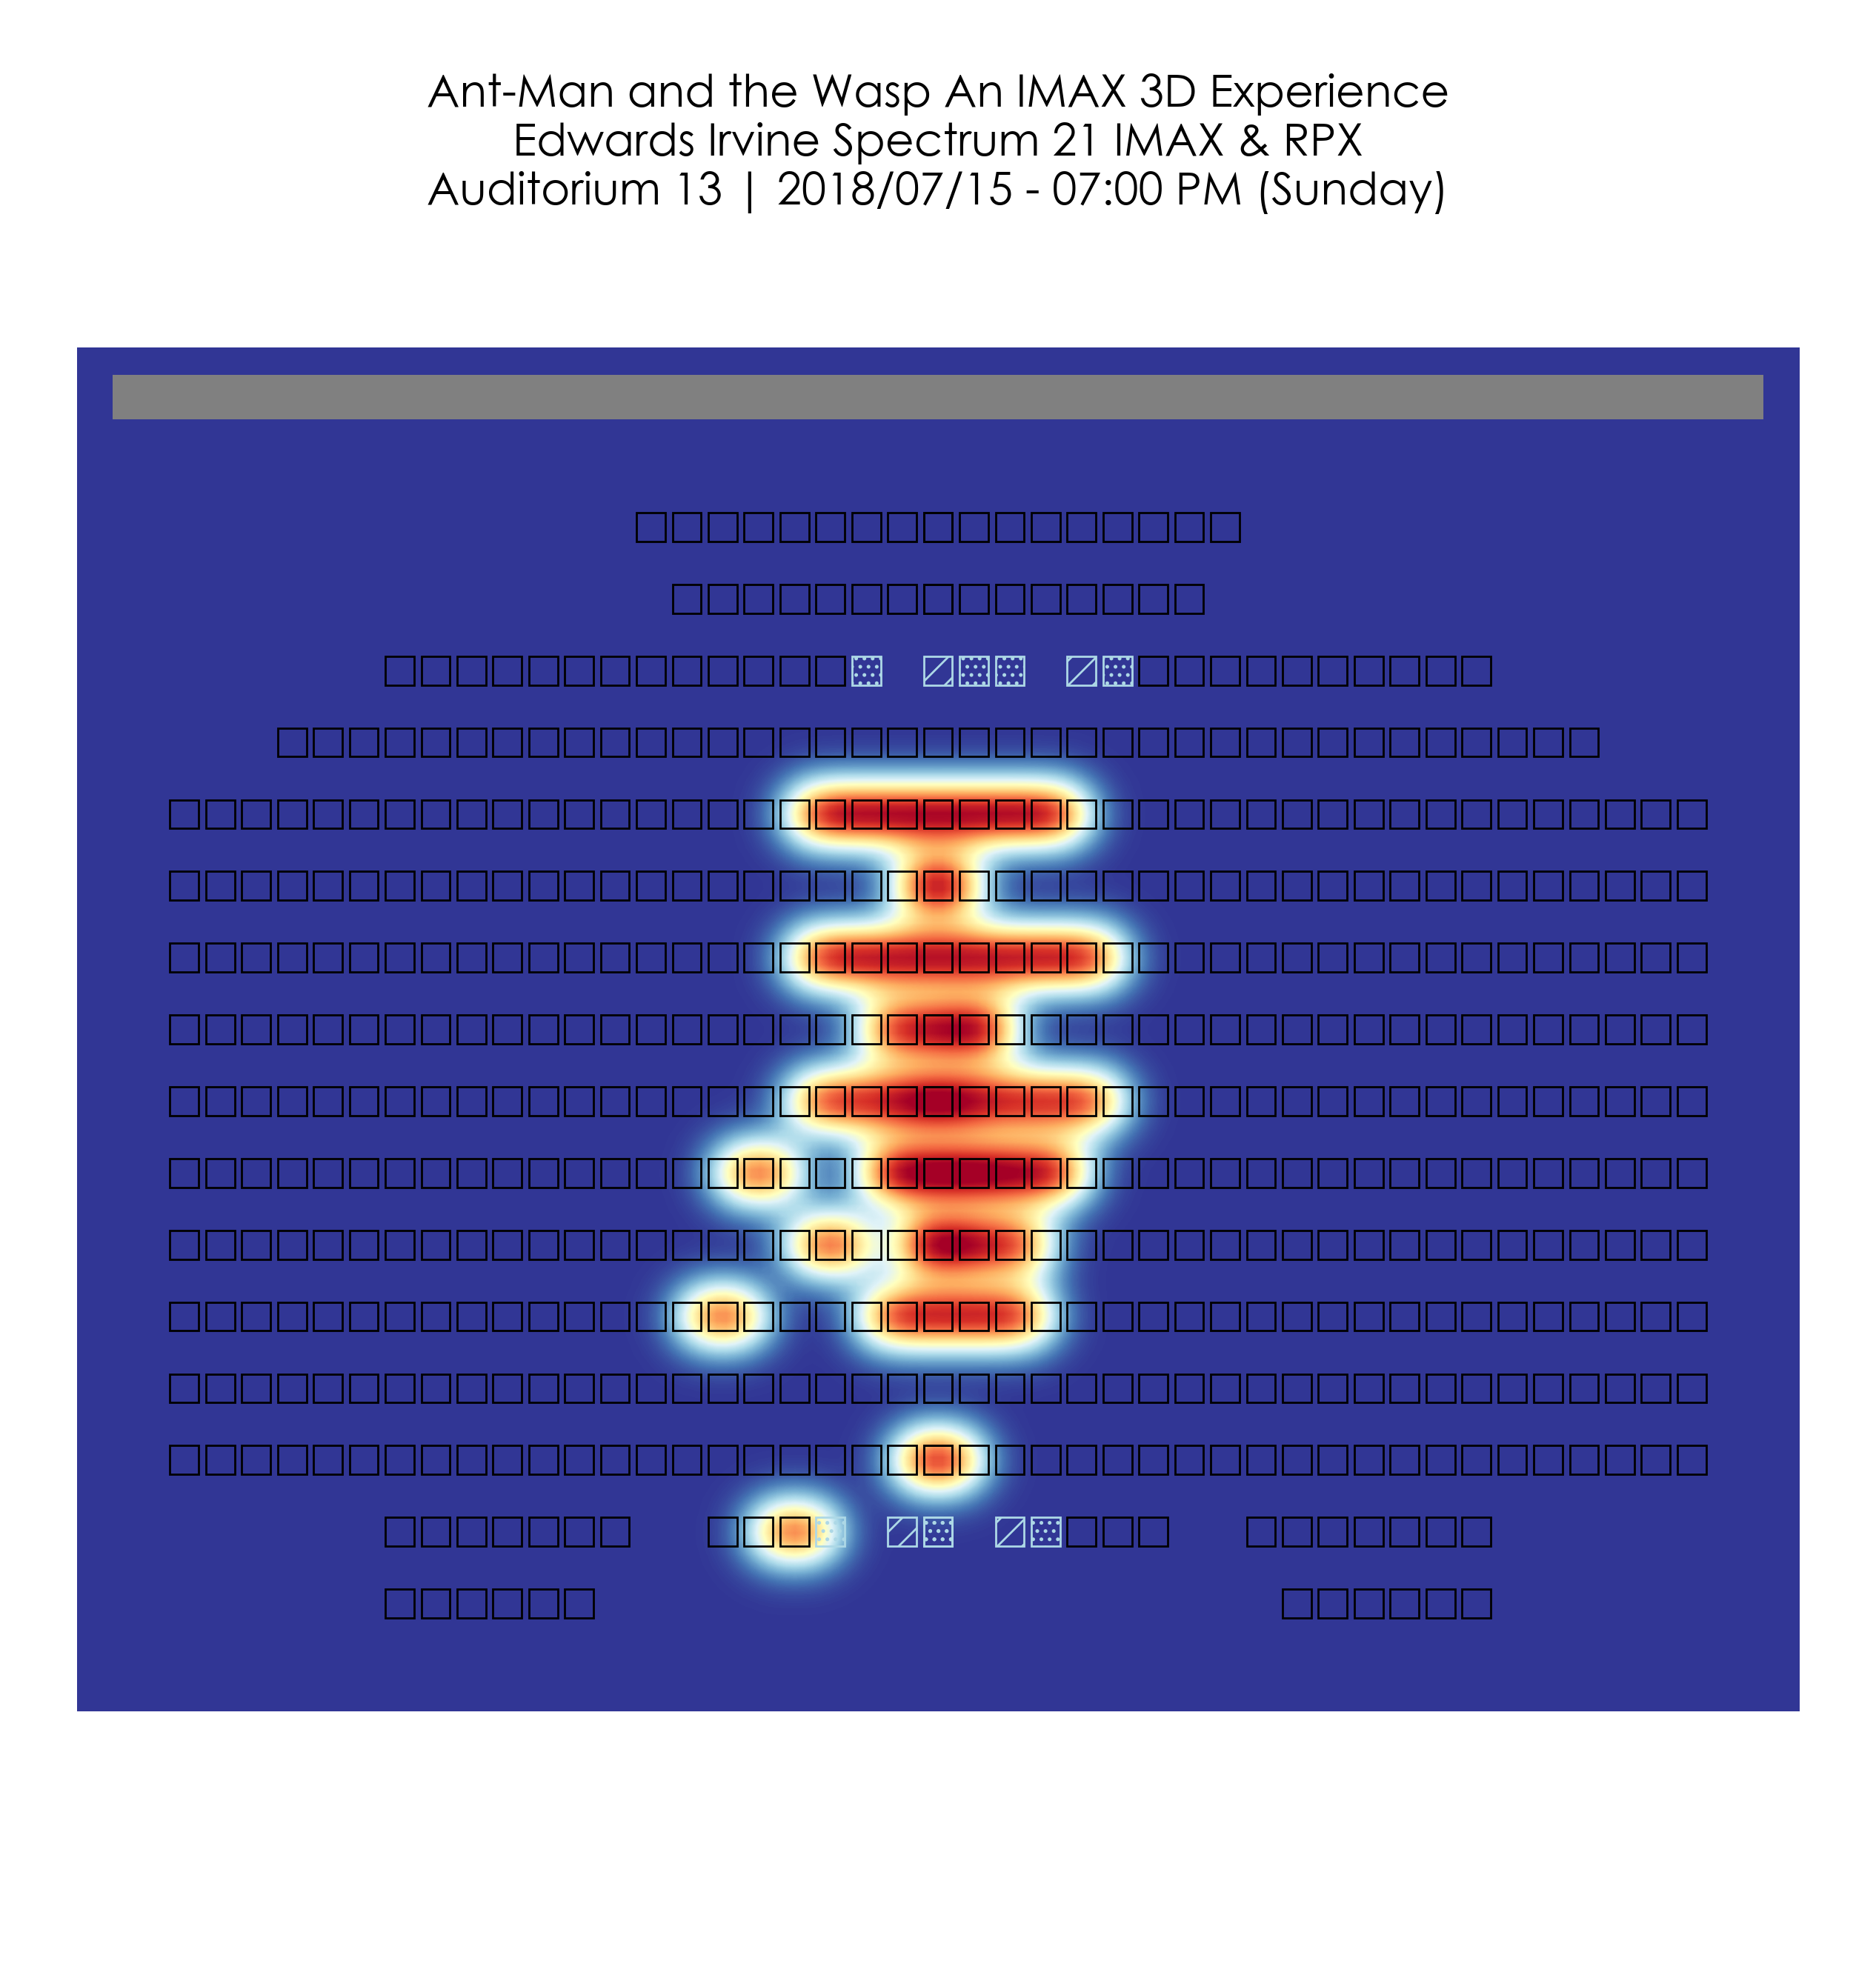 Ant-Man and the Wasp An IMAX 3D Experience
Edwards Irvine Spectrum 21 IMAX & RPX
Auditorium 13 | 2018/07/15 - 07:00 PM (Sunday)